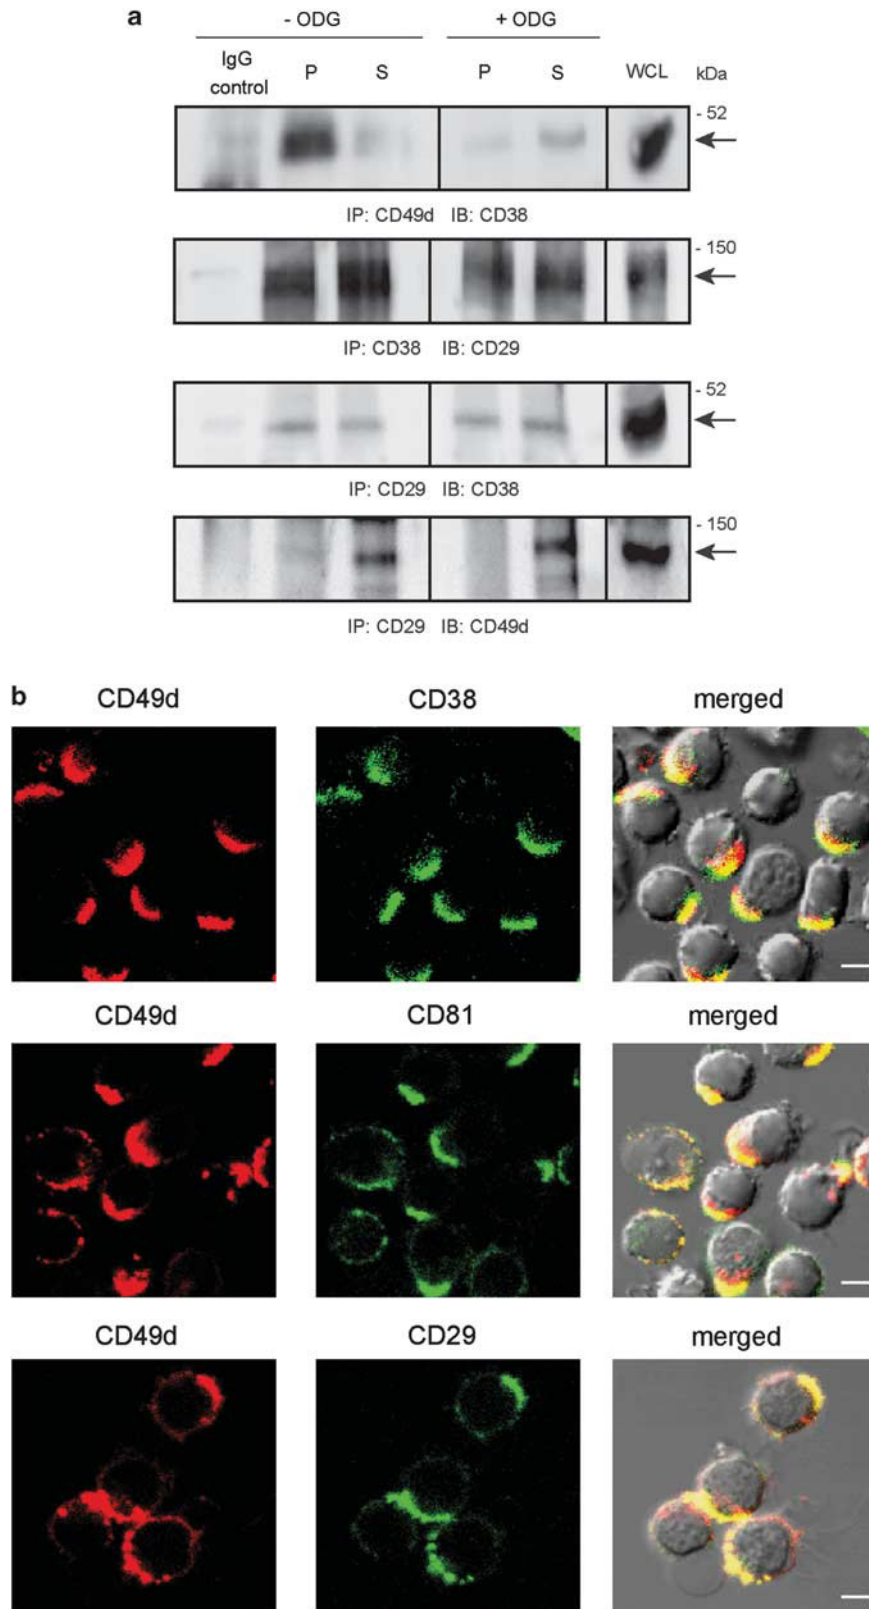 a
- ODG + ODG
IgG control P S P S WCL kDa
- 52
IP: CD49d IB: CD38
- 150
IP: CD38 IB: CD29
- 52
IP: CD29 IB: CD38
- 150
IP: CD29 IB: CD49d
b
CD49d CD38 merged
CD49d CD81 merged
CD49d CD29 merged